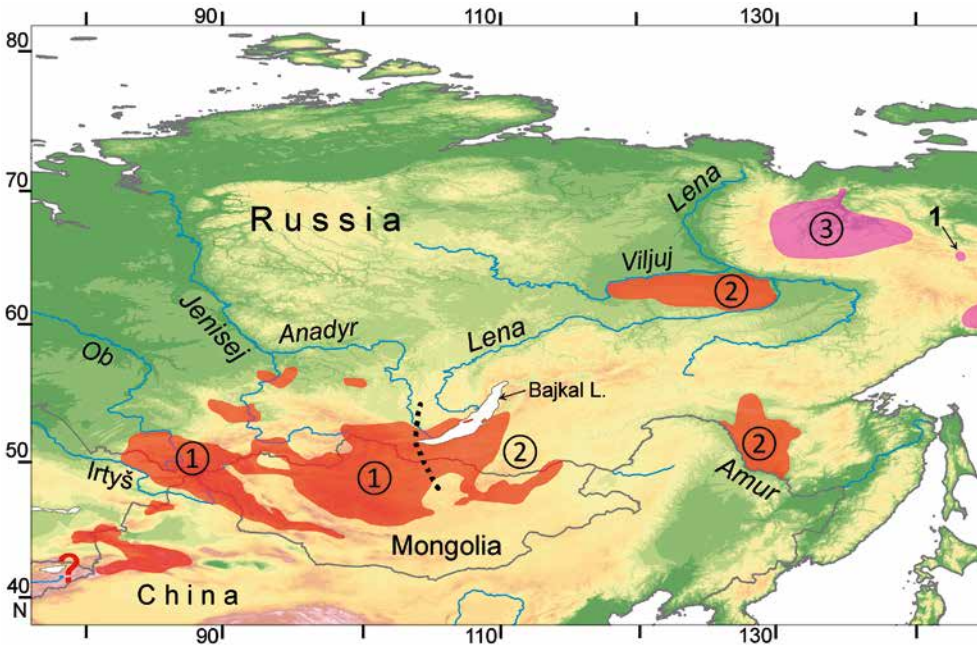 90 110 130
80
70
60
50
40
N
Russia
Lena
③
1
Viljuj
②
Jenisej
Anadyr
Lena
Ob
Bajkal L.
①
①
②
②
Irtyš
Amur
Mongolia
?
China
90 110 130